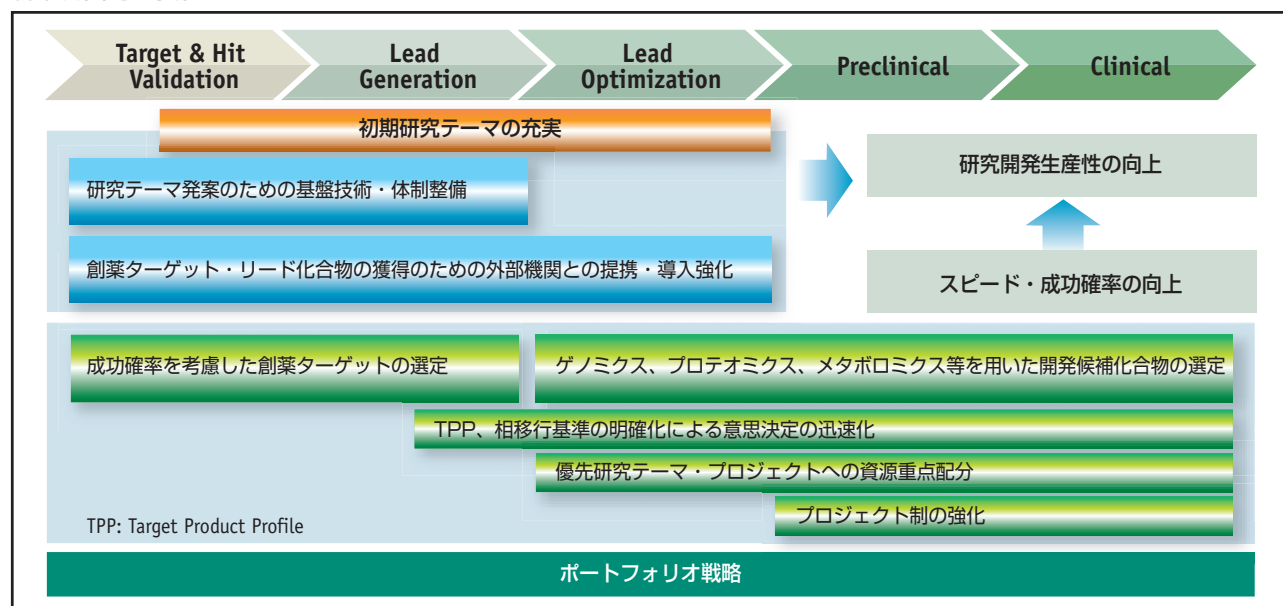 Target & Hit
Validation
Lead
Generation
Lead
Optimization
Preclinical
Clinical
初期研究テーマの充実
研究テーマ発案のための基盤技術・体制整備
創薬ターゲット・リード化合物の獲得のための外部機関との提携・導入強化
研究開発生産性の向上
スピード・成功確率の向上
成功確率を考慮した創薬ターゲットの選定
ゲノミクス、プロテオミクス、メタボロミクス等を用いた開発候補化合物の選定
TPP、相移行基準の明確化による意思決定の迅速化
優先研究テーマ・プロジェクトへの資源重点配分
プロジェクト制の強化
TPP: Target Product Profile
ポートフォリオ戦略